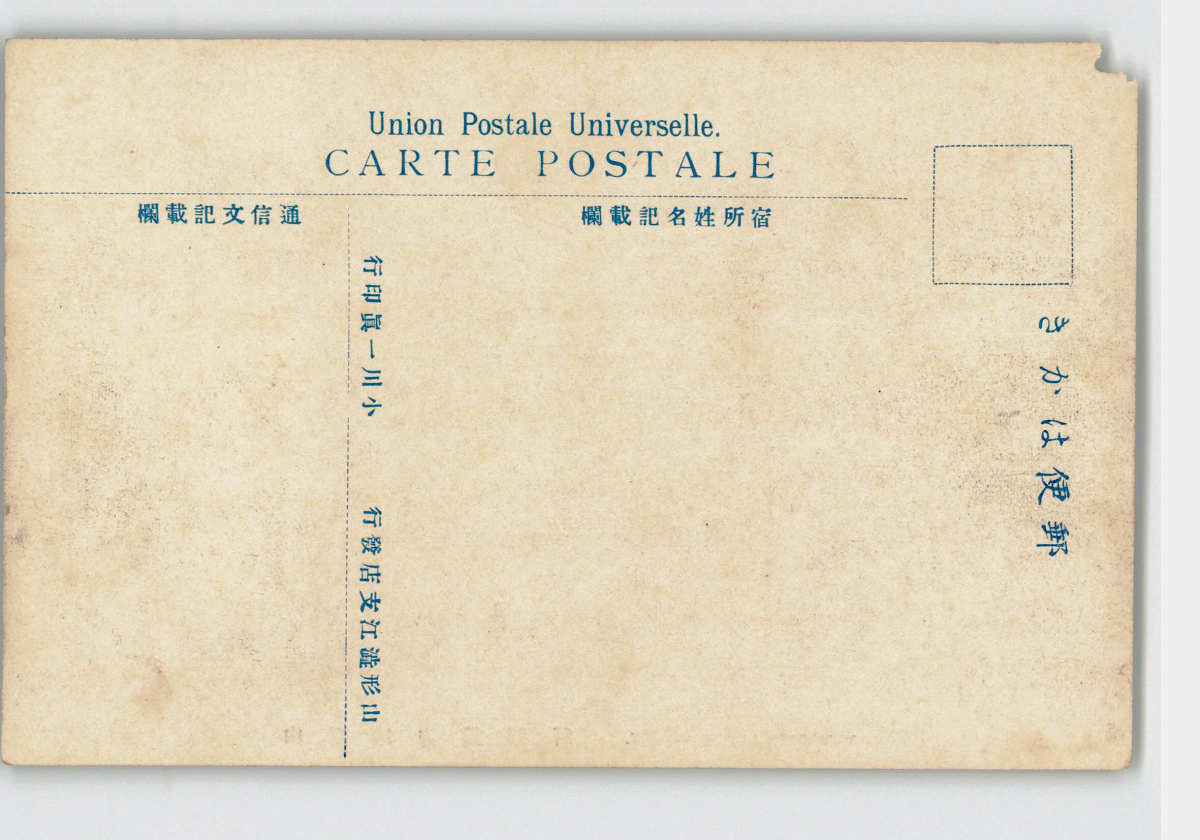 Union Postale Universelle.
CARTE POSTALE
宿所姓名記載欄
通信文記載欄
郵便はかき
小川一眞印行
山形澁江支店發行